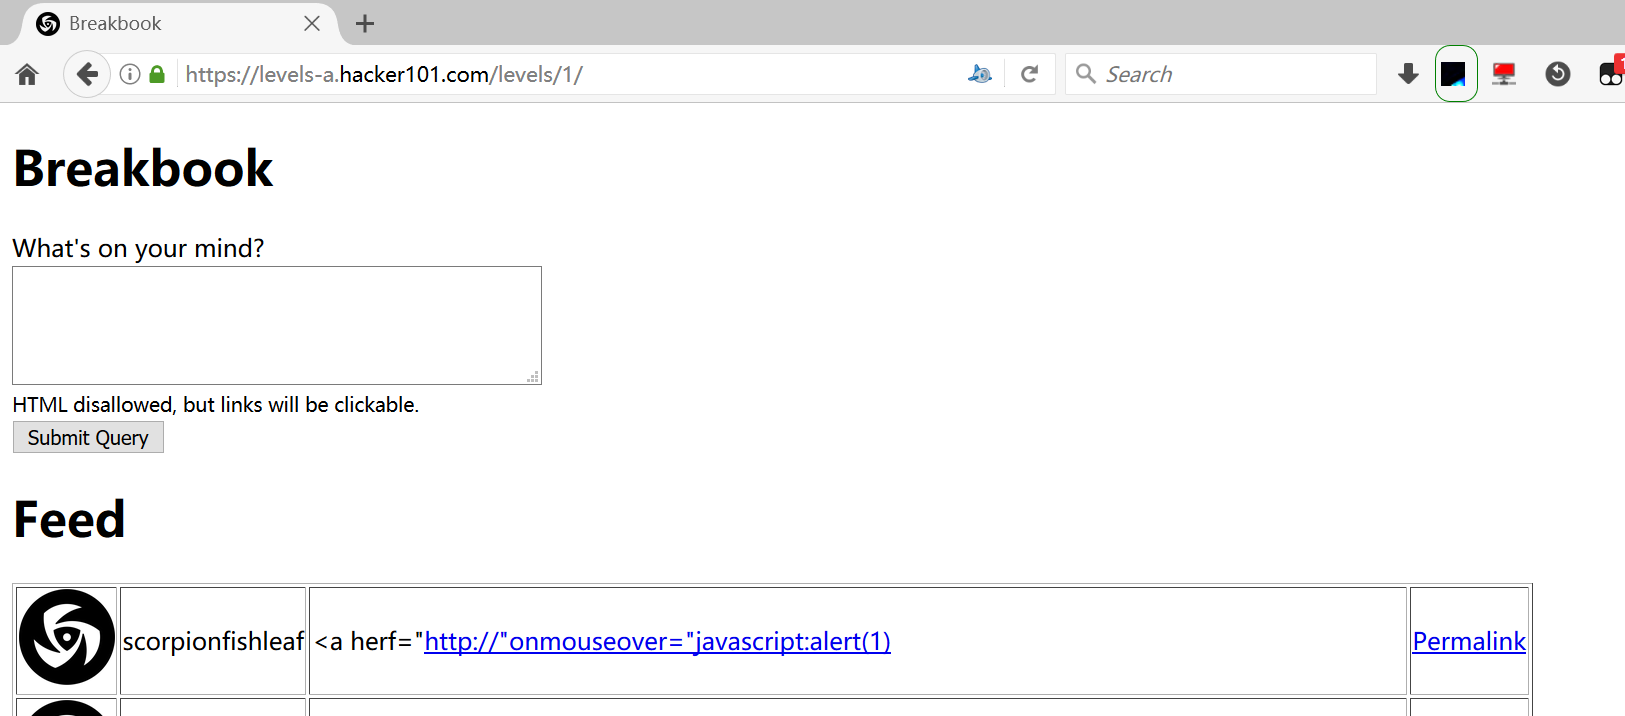 Breakbook
https://levels-a.hacker101.com/levels/1/
Search
1
Breakbook
What's on your mind?
HTML disallowed, but links will be clickable.
Submit Query
Feed
scorpionfishleaf <a herf="http://"onmouseover="javascript:alert(1) Permalink